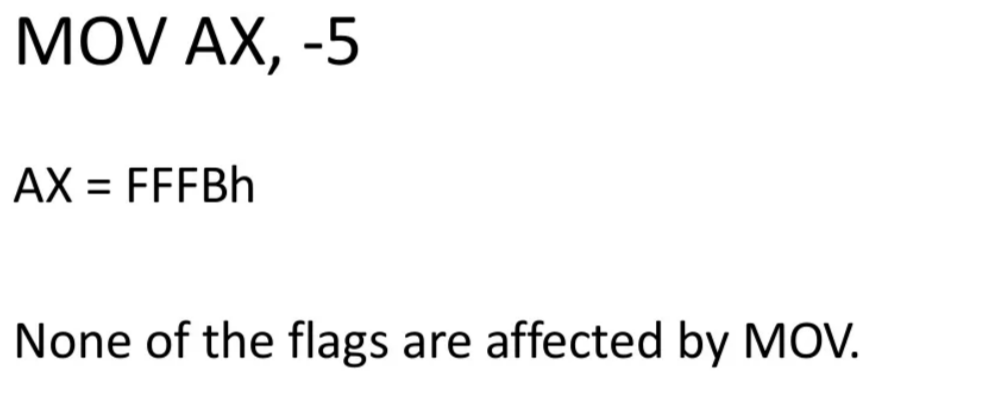 MOV AX, -5
AX = FFFBh
None of the flags are affected by MOV.